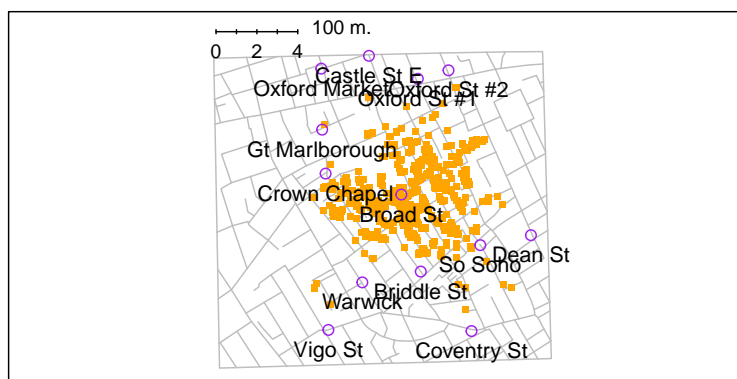 100 m.
0 2 4
Castle St E
Oxford Market
Oxford St #2
Oxford St #1
Gt Marlborough
Crown Chapel
Broad St
Dean St
So Soho
Briddle St
Warwick
Vigo St
Coventry St